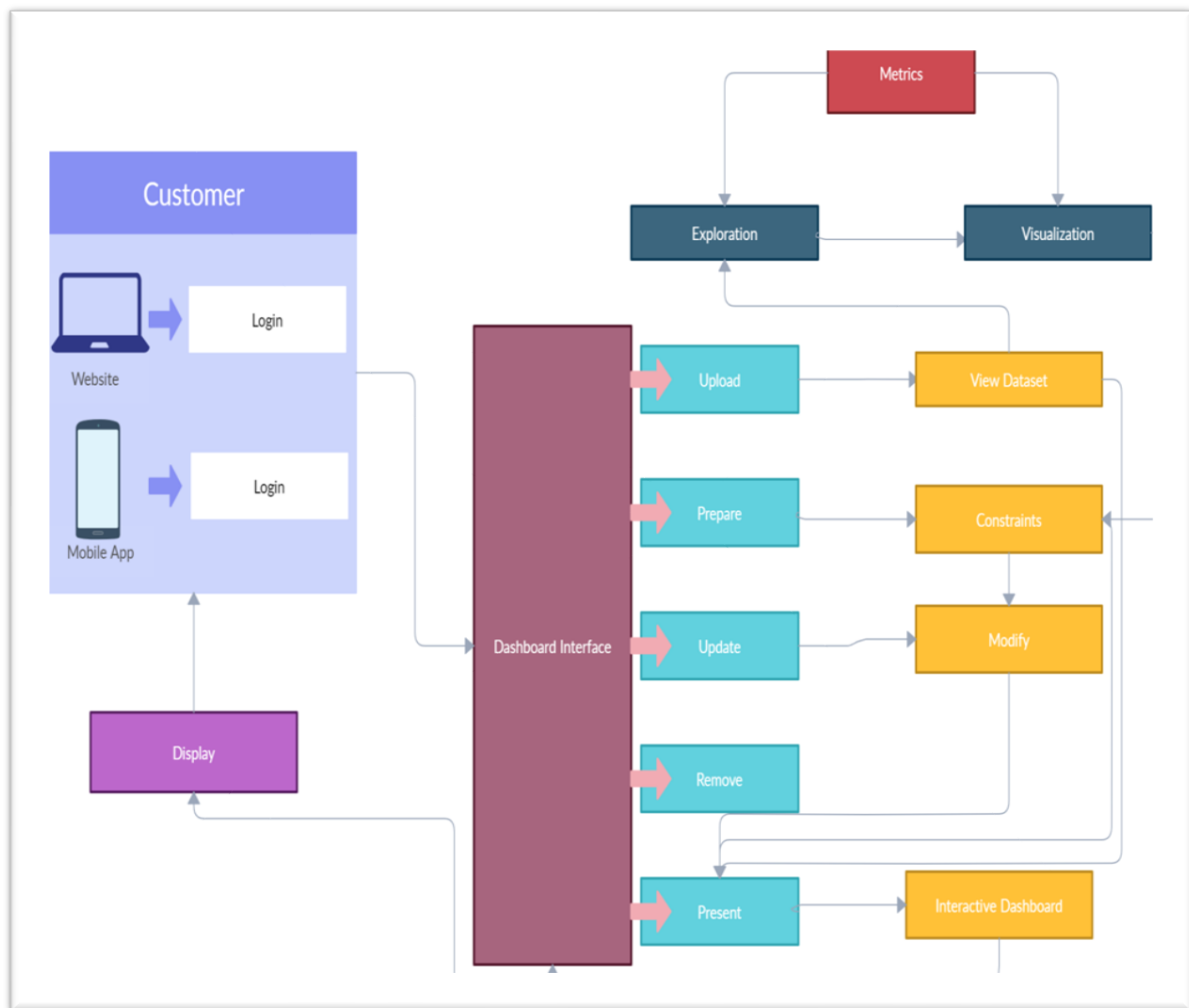 Metrics
Customer
Exploration
Visualization
Login
Website
Upload
View Dataset
Login
Mobile App
Prepare
Constraints
Dashboard Interface
Update
Modify
Display
Remove
Present
Interactive Dashboard